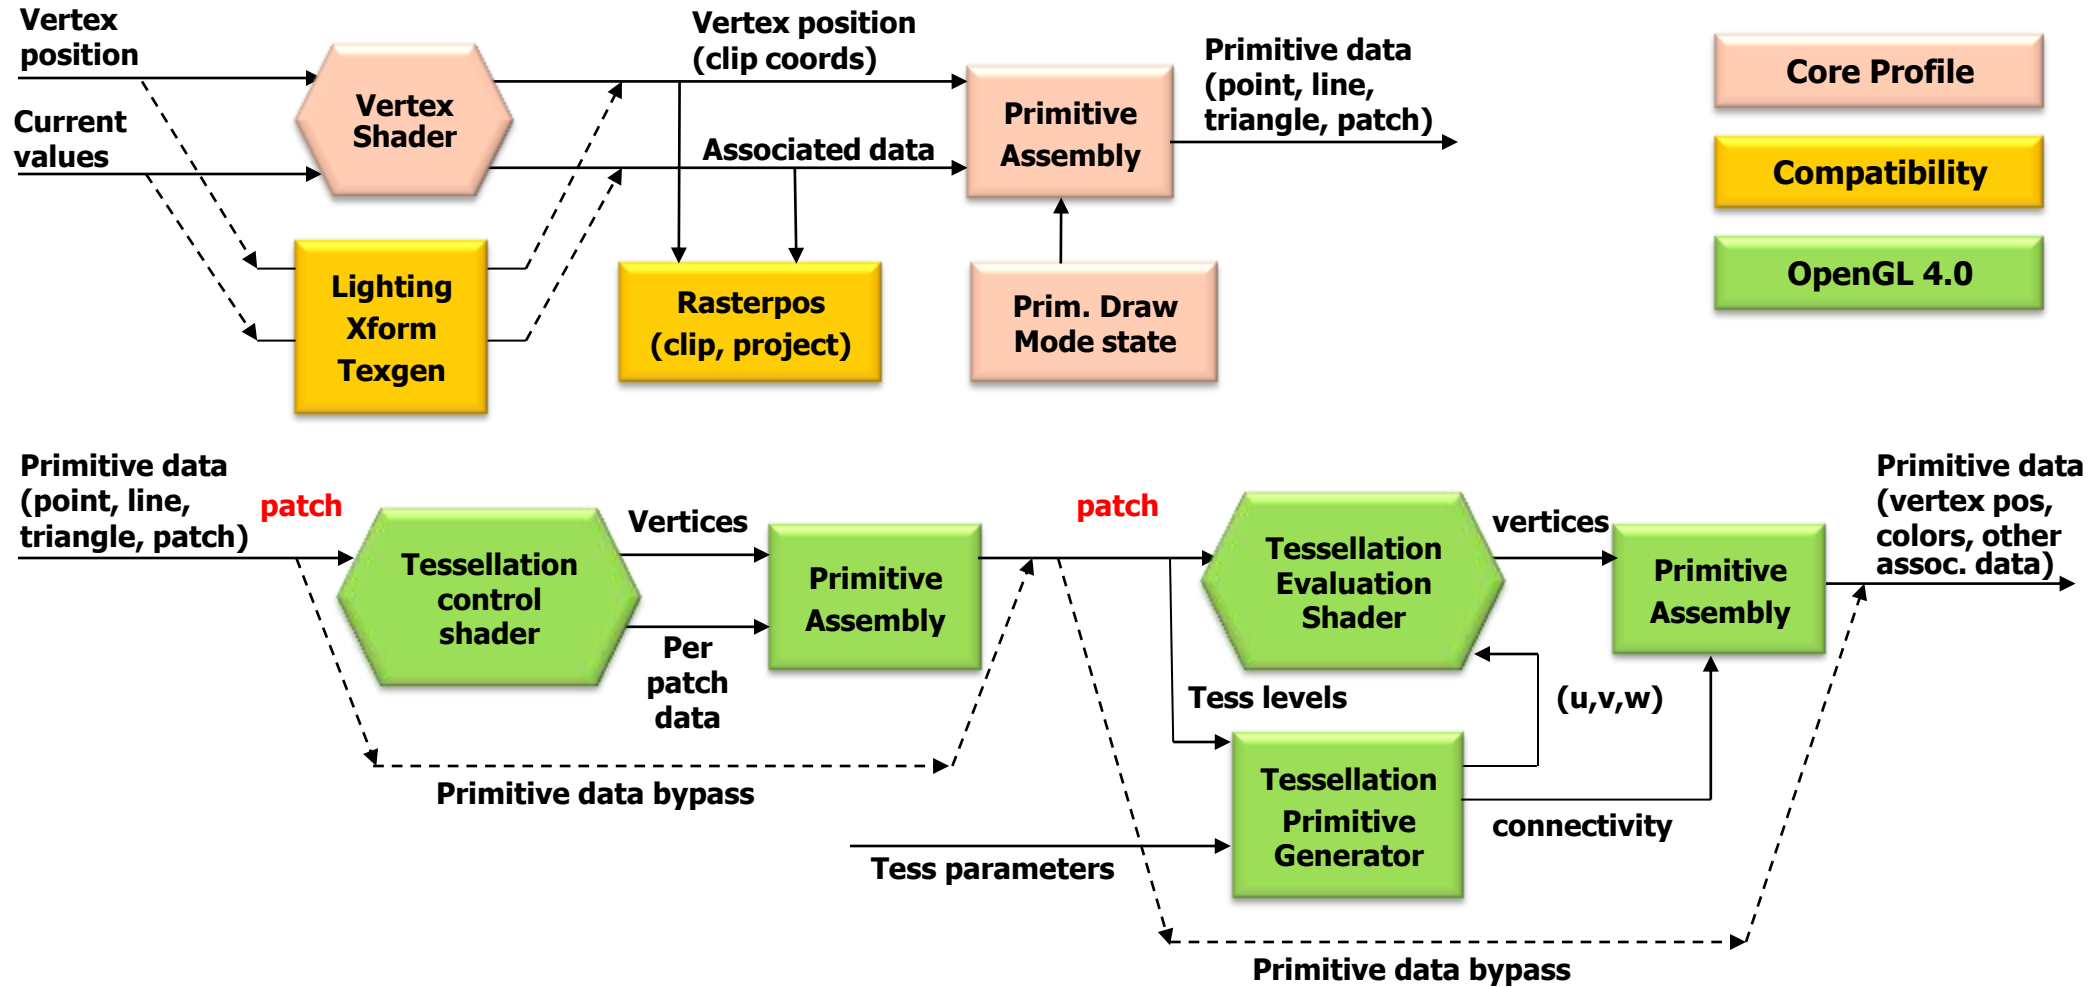 Vertex
position
Current
values
Vertex
Shader
Lighting
Xform
Texgen
Vertex position
(clip coords)
Associated data
Rasterpos
(clip, project)
Primitive
Assembly
Prim. Draw
Mode state
Primitive data
(point, line,
triangle, patch)
Core Profile
Compatibility
OpenGL 4.0
Primitive data
(point, line,
triangle, patch)
patch
Tessellation
control
shader
Vertices
Per
patch
data
Primitive
Assembly
Primitive data bypass
patch
Tessellation
Evaluation
Shader
Tess levels
(u,v,w)
Tessellation
Primitive
Generator
Tess parameters
vertices
connectivity
Primitive
Assembly
Primitive data
(vertex pos,
colors, other
assoc. data)
Primitive data bypass